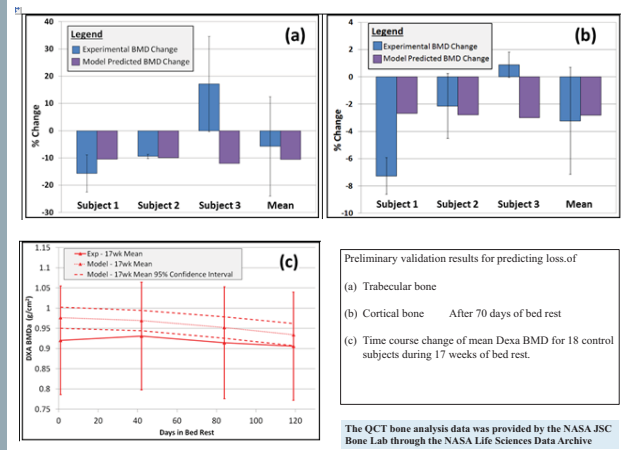 40
30
20
10
0
-10
-20
-30
% Change
Legend
Experimental BMD Change
Model Predicted BMD Change
(a)
Subject 1 Subject 2 Subject 3 Mean
4
2
0
-2
-4
-6
-8
-10
% Change
Legend
Experimental BMD Change
Model Predicted BMD Change
(b)
Subject 1 Subject 2 Subject 3 Mean
1.15
1.1
1.05
1
0.95
0.9
0.85
0.8
0.75
DXA BMDa (g/cm²)
Exp - 17wk Mean
Model - 17wk Mean
Model - 17wk Mean 95% Confidence Interval
(c)
0 20 40 60 80 100 120
Days in Bed Rest
Preliminary validation results for predicting loss.of
(a) Trabecular bone
(b) Cortical bone After 70 days of bed rest
(c) Time course change of mean Dexa BMD for 18 control
subjects during 17 weeks of bed rest.
The QCT bone analysis data was provided by the NASA JSC
Bone Lab through the NASA Life Sciences Data Archive